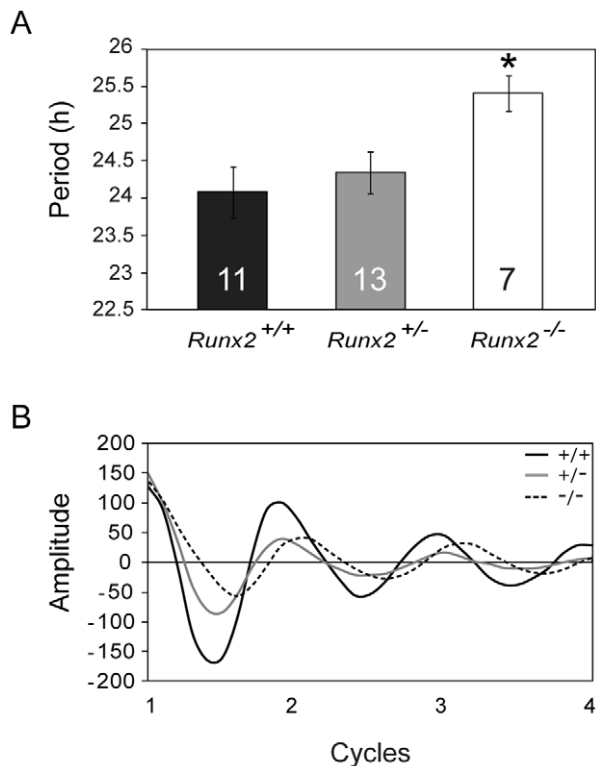 A
Period (h)
26
25.5
25
24.5
24
23.5
23
22.5
*
11
13
7
Runx2 +/+
Runx2 +/-
Runx2 -/-
B
Amplitude
200
150
100
50
0
-50
-100
-150
-200
+/+
+/-
-/-
1 2 3 4
Cycles